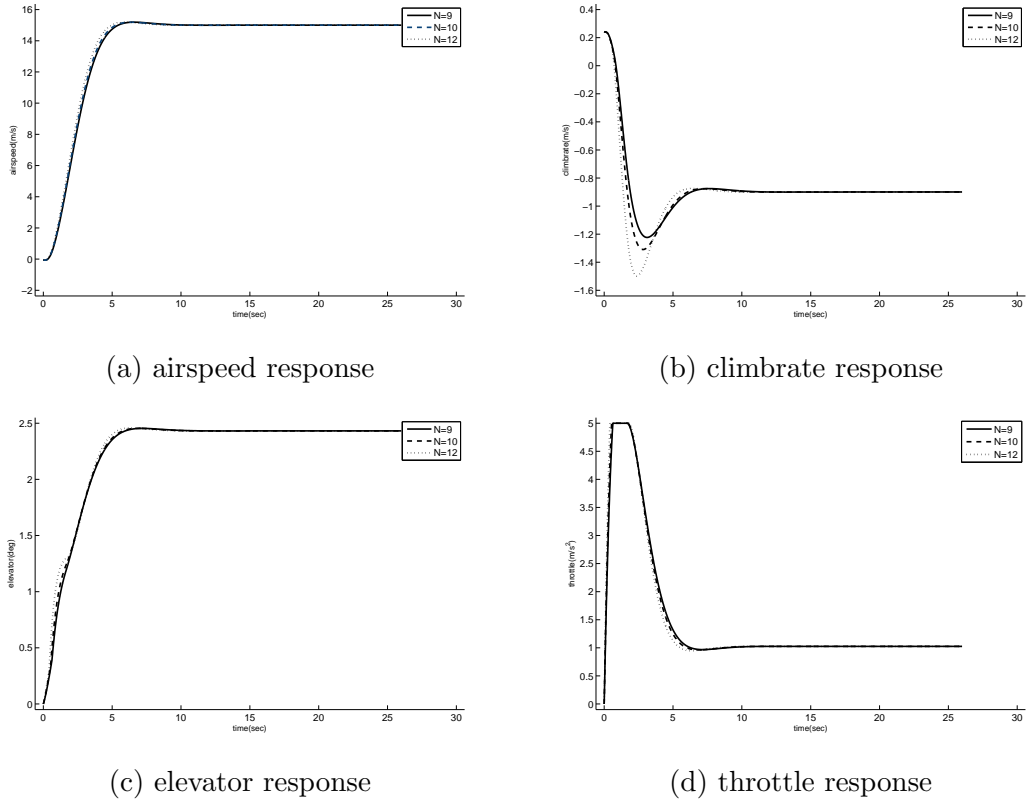 16
14
12
10
8
6
4
2
0
−2
airspeed(m/s)
0 5 10 15 20 25 30
time(sec)
N=9
N=10
N=12
(a) airspeed response
0.4
0.2
0
−0.2
−0.4
−0.6
−0.8
−1
−1.2
−1.4
−1.6
climbrate(m/s)
0 5 10 15 20 25 30
time(sec)
N=9
N=10
N=12
(b) climbrate response
2.5
2
1.5
1
0.5
0
elevator(deg)
0 5 10 15 20 25 30
time(sec)
N=9
N=10
N=12
(c) elevator response
5
4.5
4
3.5
3
2.5
2
1.5
1
0.5
0
throttle(m/s²)
0 5 10 15 20 25 30
time(sec)
N=9
N=10
N=12
(d) throttle response